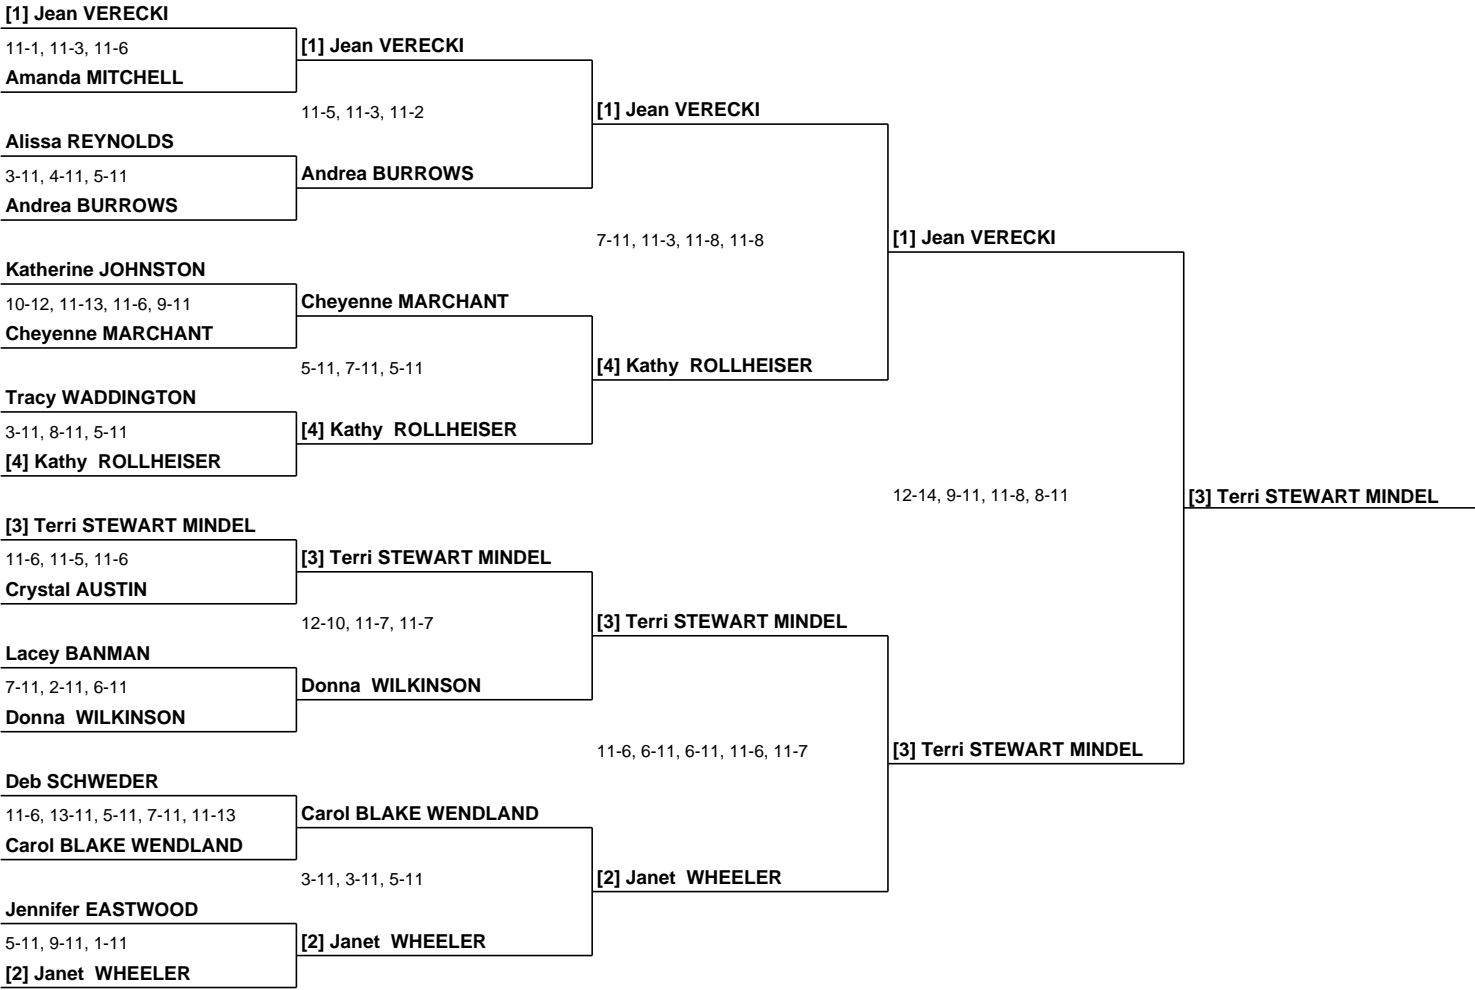 [1] Jean VERECKI
11-1, 11-3, 11-6
Amanda MITCHELL
Alissa REYNOLDS
3-11, 4-11, 5-11
Andrea BURROWS
Katherine JOHNSTON
10-12, 11-13, 11-6, 9-11
Cheyenne MARCHANT
Tracy WADDINGTON
3-11, 8-11, 5-11
[4] Kathy ROLLHEISER
[3] Terri STEWART MINDEL
11-6, 11-5, 11-6
Crystal AUSTIN
Lacey BANMAN
7-11, 2-11, 6-11
Donna WILKINSON
Deb SCHWEDER
11-6, 13-11, 5-11, 7-11, 11-13
Carol BLAKE WENDLAND
Jennifer EASTWOOD
5-11, 9-11, 1-11
[2] Janet WHEELER
[1] Jean VERECKI
11-5, 11-3, 11-2
Andrea BURROWS
Cheyenne MARCHANT
5-11, 7-11, 5-11
[4] Kathy ROLLHEISER
[3] Terri STEWART MINDEL
12-10, 11-7, 11-7
Donna WILKINSON
Carol BLAKE WENDLAND
3-11, 3-11, 5-11
[2] Janet WHEELER
[1] Jean VERECKI
7-11, 11-3, 11-8, 11-8
[4] Kathy ROLLHEISER
[3] Terri STEWART MINDEL
11-6, 6-11, 6-11, 11-6, 11-7
[2] Janet WHEELER
[1] Jean VERECKI
12-14, 9-11, 11-8, 8-11
[3] Terri STEWART MINDEL
[3] Terri STEWART MINDEL